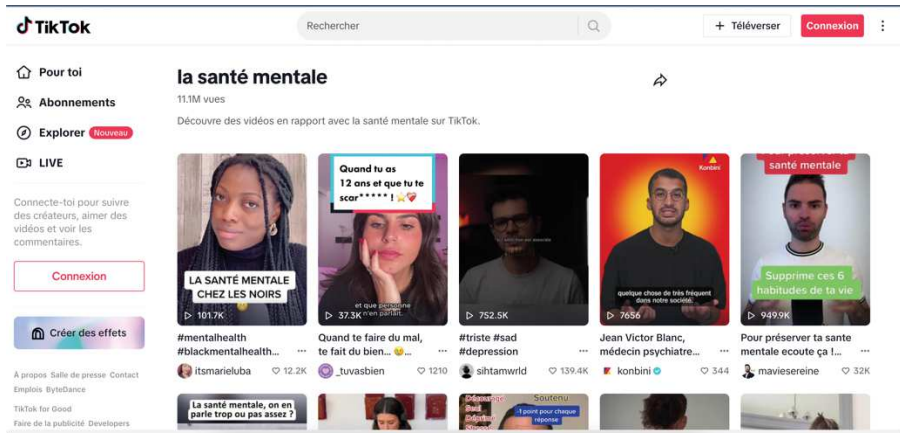 TikTok
Rechercher
+ Téléverser
Connexion
Pour toi
Abonnements
Explorer Nouveau
LIVE
Connecte-toi pour suivre
des créateurs, aimer des
vidéos et voir les
commentaires.
Connexion
Créer des effets
À propos Salle de presse Contact
Emplois ByteDance
TikTok for Good
Faire de la publicité Developers
la santé mentale
11.1M vues
Découvre des vidéos en rapport avec la santé mentale sur TikTok.
LA SANTÉ MENTALE
CHEZ LES NOIRS
101.7K
#mentalhealth
#blackmentalhealth...
itsmarieluba
12.2K
Quand tu as
12 ans et que tu te
scar***** !
et que personne
n'en parlait.
37.3K
Quand te faire du mal,
te fait du bien...
_tuvasbien
1210
752.5K
#triste #sad
#depression
sihtamwrld
139.4K
Konbini
quelque chose de très fréquent
dans notre société.
7656
Jean Victor Blanc,
médecin psychiatre...
konbini
344
Pour préserver ta
santé mentale
Supprime ces 6
habitudes de ta vie
949.9K
Pour préserver ta sante
mentale ecoute ça !...
maviesereine
32K
La santé mentale, on en
parle trop ou pas assez ?
Découragé
Seul
Déprimé
Soutenu
-1 point pour chaque
réponse